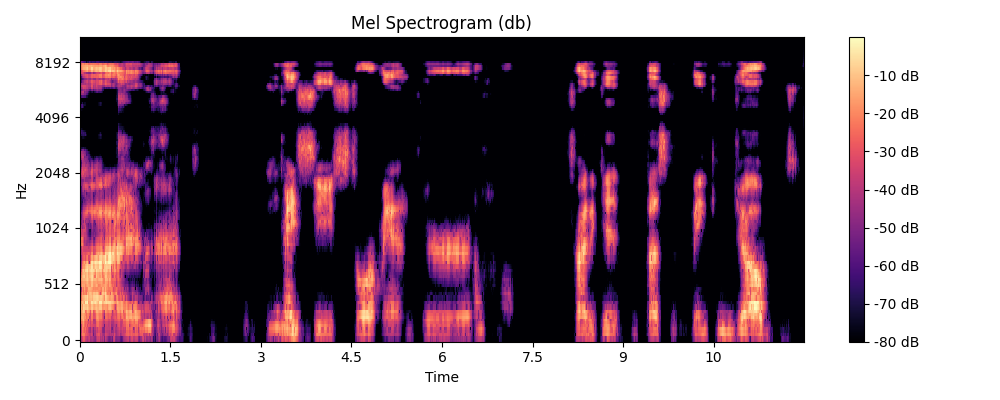 Mel Spectrogram (db)
8192
4096
2048
1024
512
0
Hz
0 1.5 3 4.5 6 7.5 9 10
Time
-10 dB
-20 dB
-30 dB
-40 dB
-50 dB
-60 dB
-70 dB
-80 dB